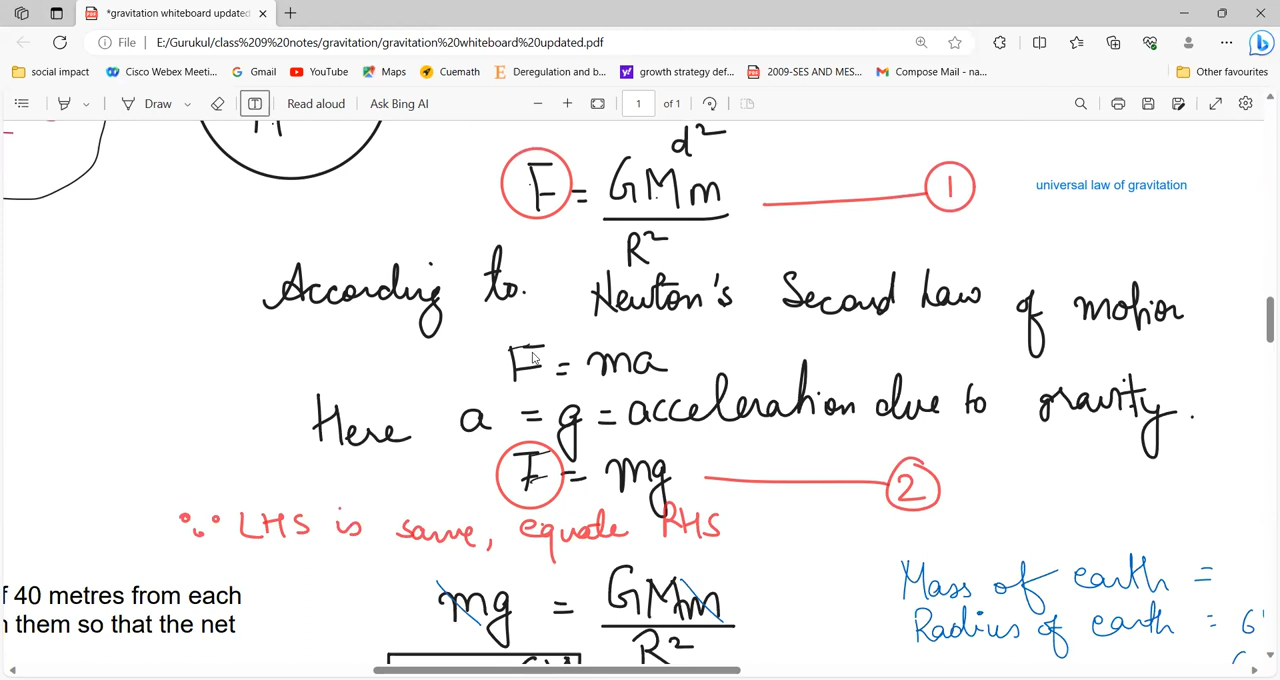 *gravitation whiteboard updated
File E:/Gurukul/class%209%20notes/gravitation/gravitation%20whiteboard%20updated.pdf
social impact Cisco Webex Meeti... Gmail YouTube Maps Cuemath Deregulation and b... growth strategy def... 2009-SES AND MES... Compose Mail - na... Other favourites
Draw Read aloud Ask Bing AI 1 of 1
d²
F = GMm
R²
1
universal law of gravitation
According to Newton's Second Law of motion
F = ma
Here a = g = acceleration due to gravity.
F = mg
2
∵ LHS is same, equate RHS
mg = GMm
R²
f 40 metres from each
n them so that the net
Mass of earth =
Radius of earth = 6